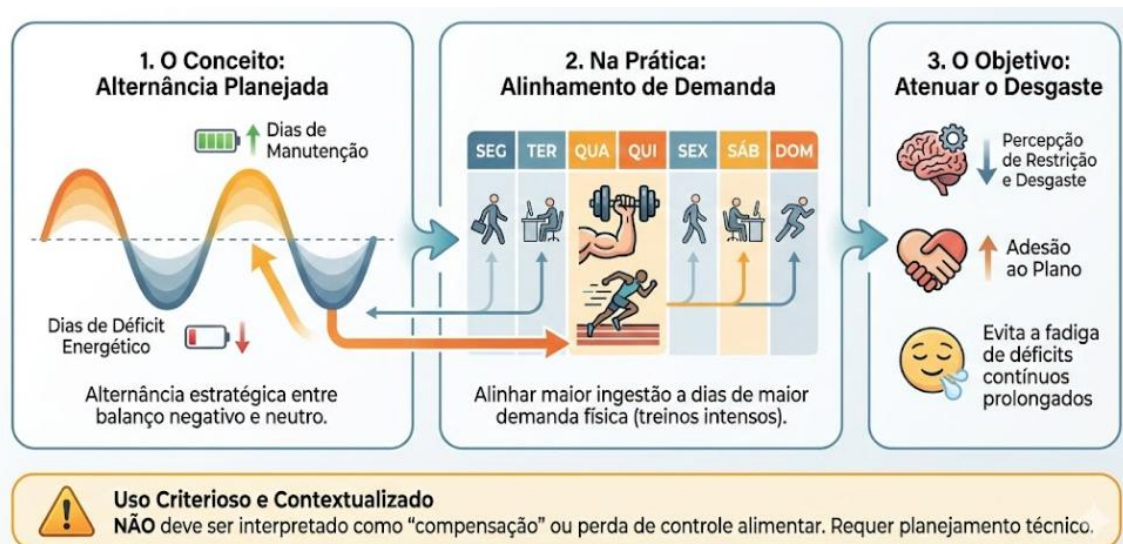 1. O Conceito:
Alternância Planejada
Dias de
Manutenção
Dias de Déficit
Energético
Alternância estratégica entre
balanço negativo e neutro.
2. Na Prática:
Alinhamento de Demanda
SEG TER QUA QUI SEX SÁB DOM
Alinhar maior ingestão a dias de maior
demanda física (treinos intensos).
3. O Objetivo:
Atenuar o Desgaste
Percepção
de Restrição
e Desgaste
Adesão
ao Plano
Evita a fadiga
de déficits
contínuos
prolongados
Uso Criterioso e Contextualizado
NÃO deve ser interpretado como “compensação” ou perda de controle alimentar. Requer planejamento técnico.